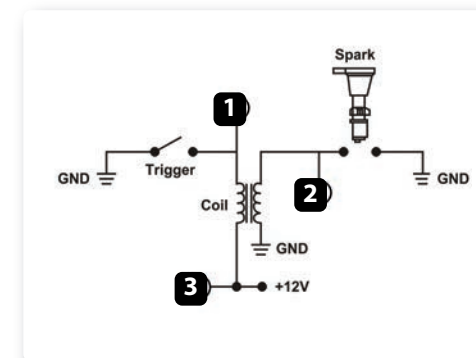 Spark
1
Trigger
GND
GND
2
Coil
GND
3
+12V